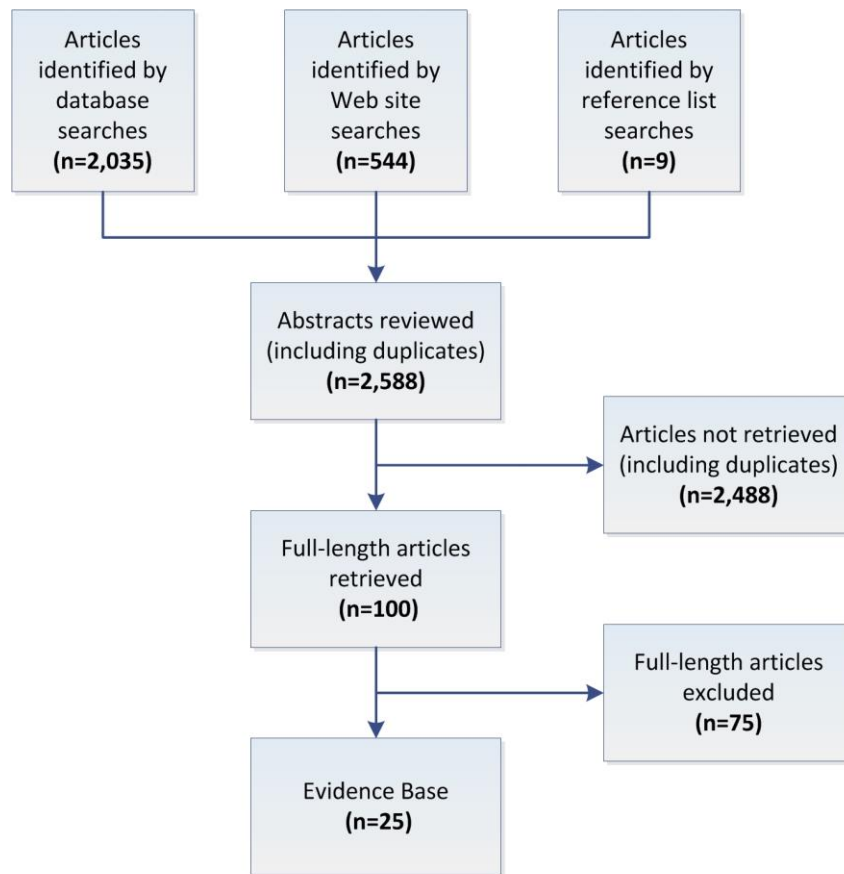 Articles
identified by
database
searches
(n=2,035)
Articles
identified by
Web site
searches
(n=544)
Articles
identified by
reference list
searches
(n=9)
Abstracts reviewed
(including duplicates)
(n=2,588)
Articles not retrieved
(including duplicates)
(n=2,488)
Full-length articles
retrieved
(n=100)
Full-length articles
excluded
(n=75)
Evidence Base
(n=25)